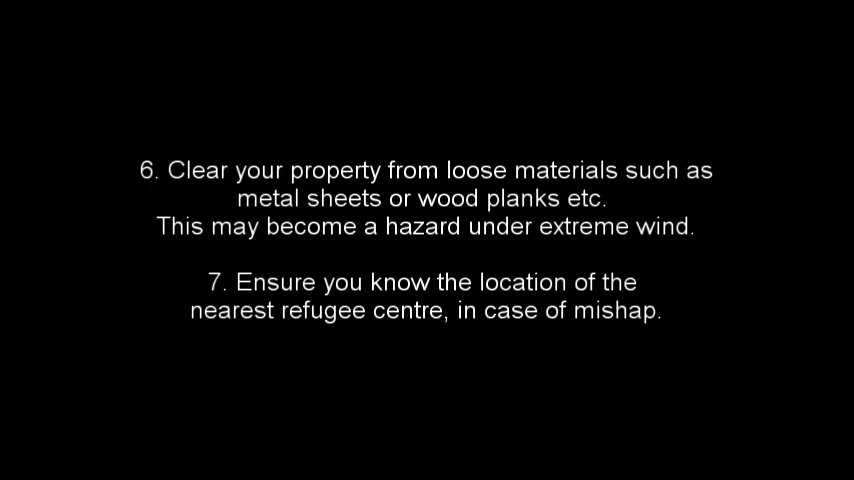 6. Clear your property from loose materials such as
metal sheets or wood planks etc.
This may become a hazard under extreme wind.
7. Ensure you know the location of the
nearest refugee centre, in case of mishap.